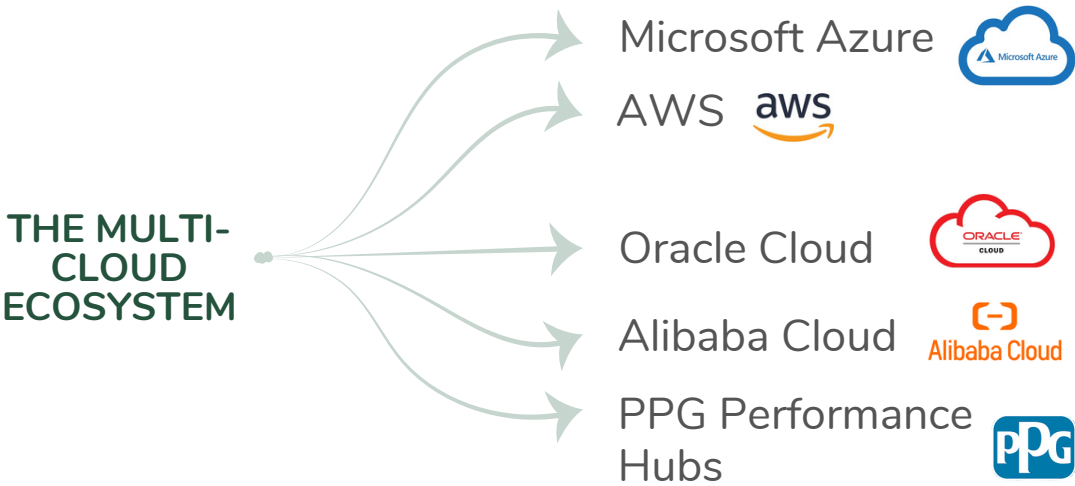 THE MULTI-
CLOUD
ECOSYSTEM
Microsoft Azure
Microsoft Azure
AWS
aws
Oracle Cloud
ORACLE
CLOUD
Alibaba Cloud
Alibaba Cloud
PPG Performance
Hubs
PPG